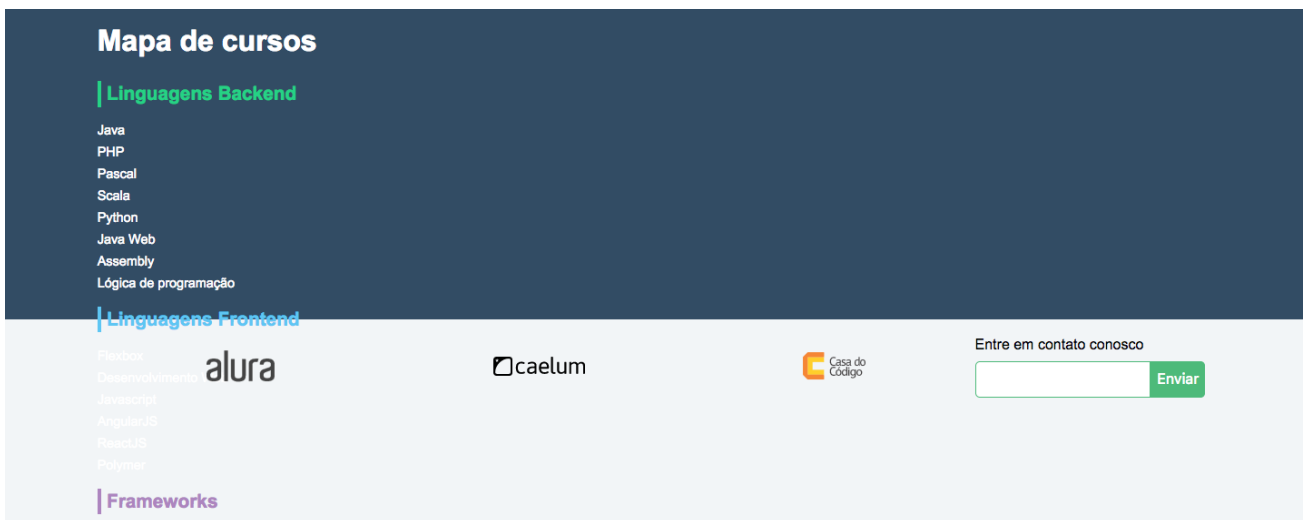 Mapa de cursos
Linguagens Backend
Java
PHP
Pascal
Scala
Python
Java Web
Assembly
Lógica de programação
Linguagens Frontend
Flexbox
Desenvolvimento
Javascript
AngularJS
ReactJS
Polymer
Frameworks
alura
caelum
Casa do
Código
Entre em contato conosco
Enviar